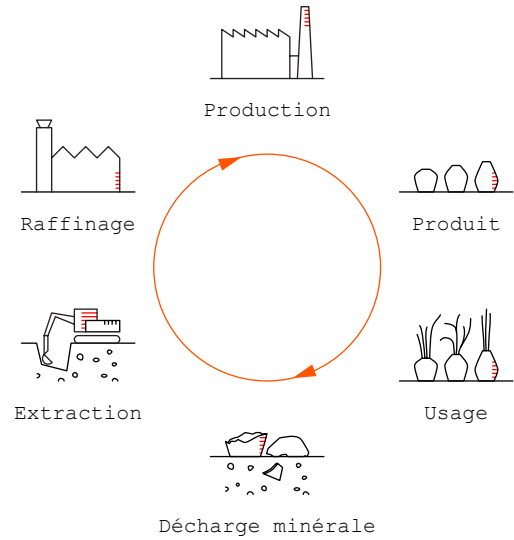 Production
Raffinage
Produit
Extraction
Usage
Décharge minérale